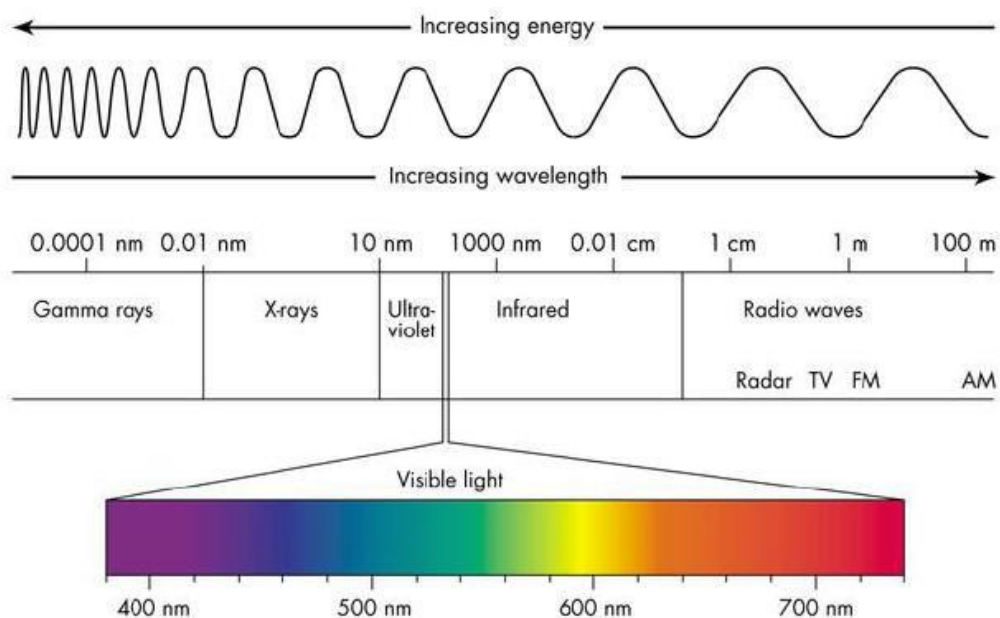 Increasing energy
Increasing wavelength
0.0001 nm 0.01 nm 10 nm 1000 nm 0.01 cm 1 cm 1 m 100 m
Gamma rays X-rays Ultra- Infrared Radio waves
violet
Radar TV FM AM
Visible light
400 nm 500 nm 600 nm 700 nm